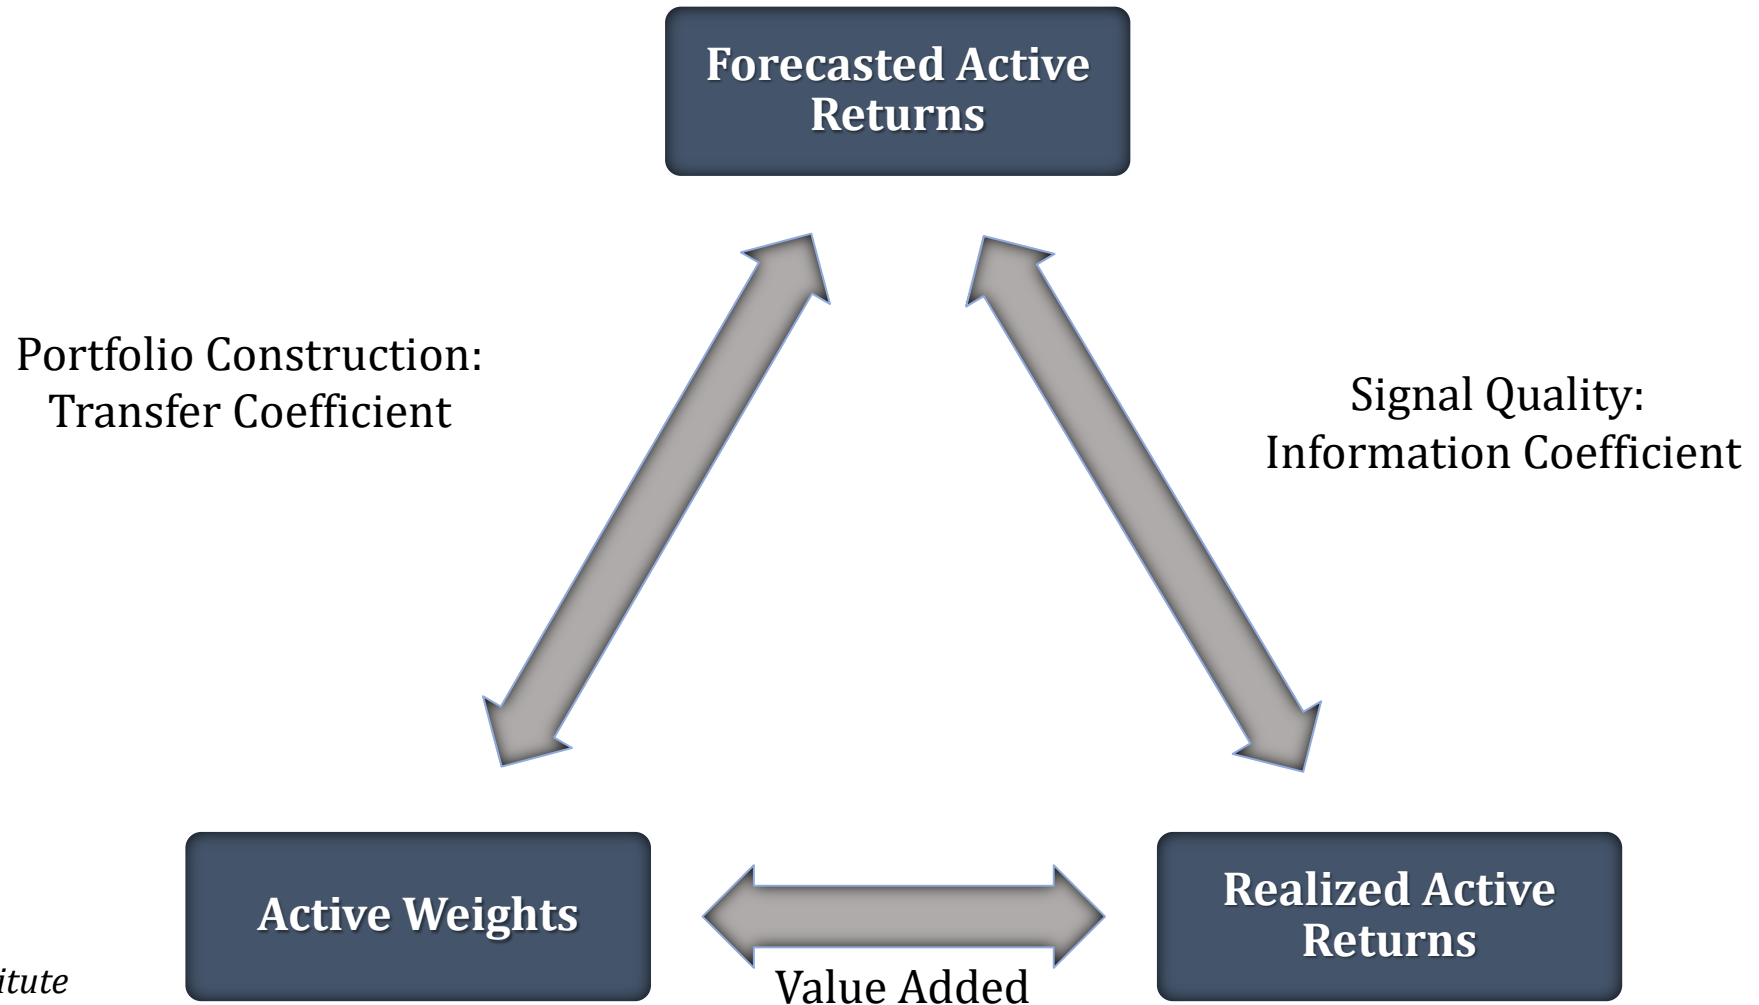 Forecasted Active
Returns
Portfolio Construction:
Transfer Coefficient
Signal Quality:
Information Coefficient
Active Weights
Realized Active
Returns
Value Added